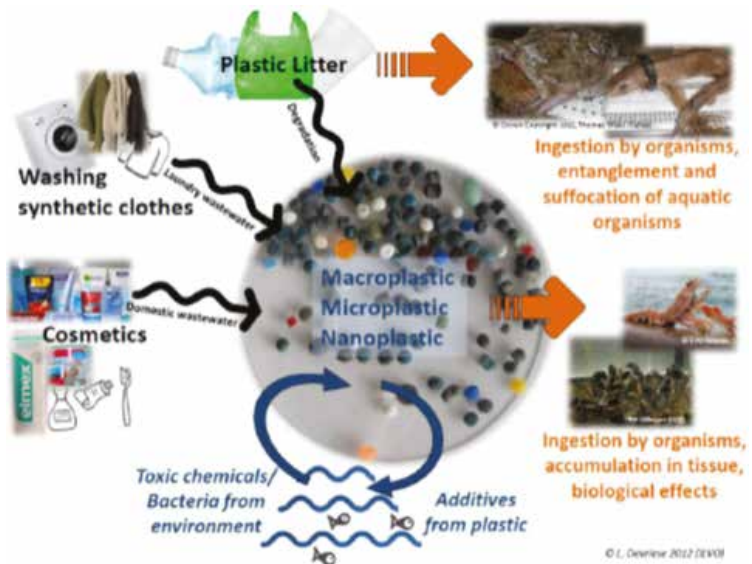 Plastic Litter
Degradation
Ingestion by organisms,
entanglement and
suffocation of aquatic
organisms
Washing
synthetic clothes
Laundry wastewater
Cosmetics
Domastic wastewater
elmex
Macroplastic
Microplastic
Nanoplastic
Ingestion by organisms,
accumulation in tissue,
biological effects
Toxic chemicals/
Bacteria from
environment
Additives
from plastic
© L. Devriese 2012 (ILVO)